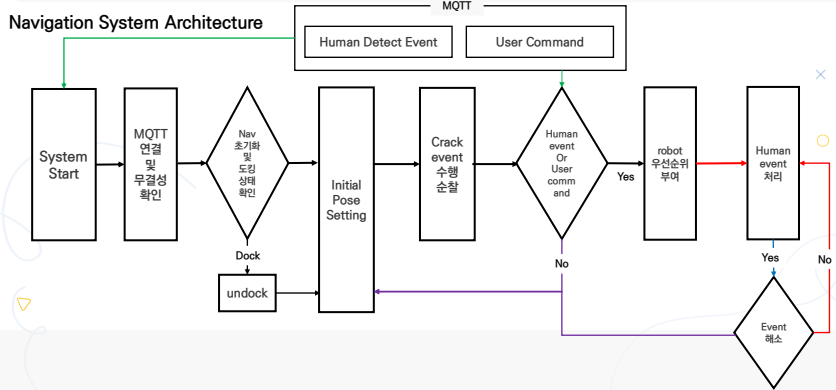 MQTT
Navigation System Architecture
Human Detect Event
User Command
System
Start
MQTT
연결
및
무결성
확인
Nav
초기화
및
도킹
상태
확인
Dock
undock
Initial
Pose
Setting
Crack
event
수행
순찰
Human
event
Or
User
comm
and
Yes
No
robot
우선순위
부여
Human
event
처리
Yes
No
Event
해소